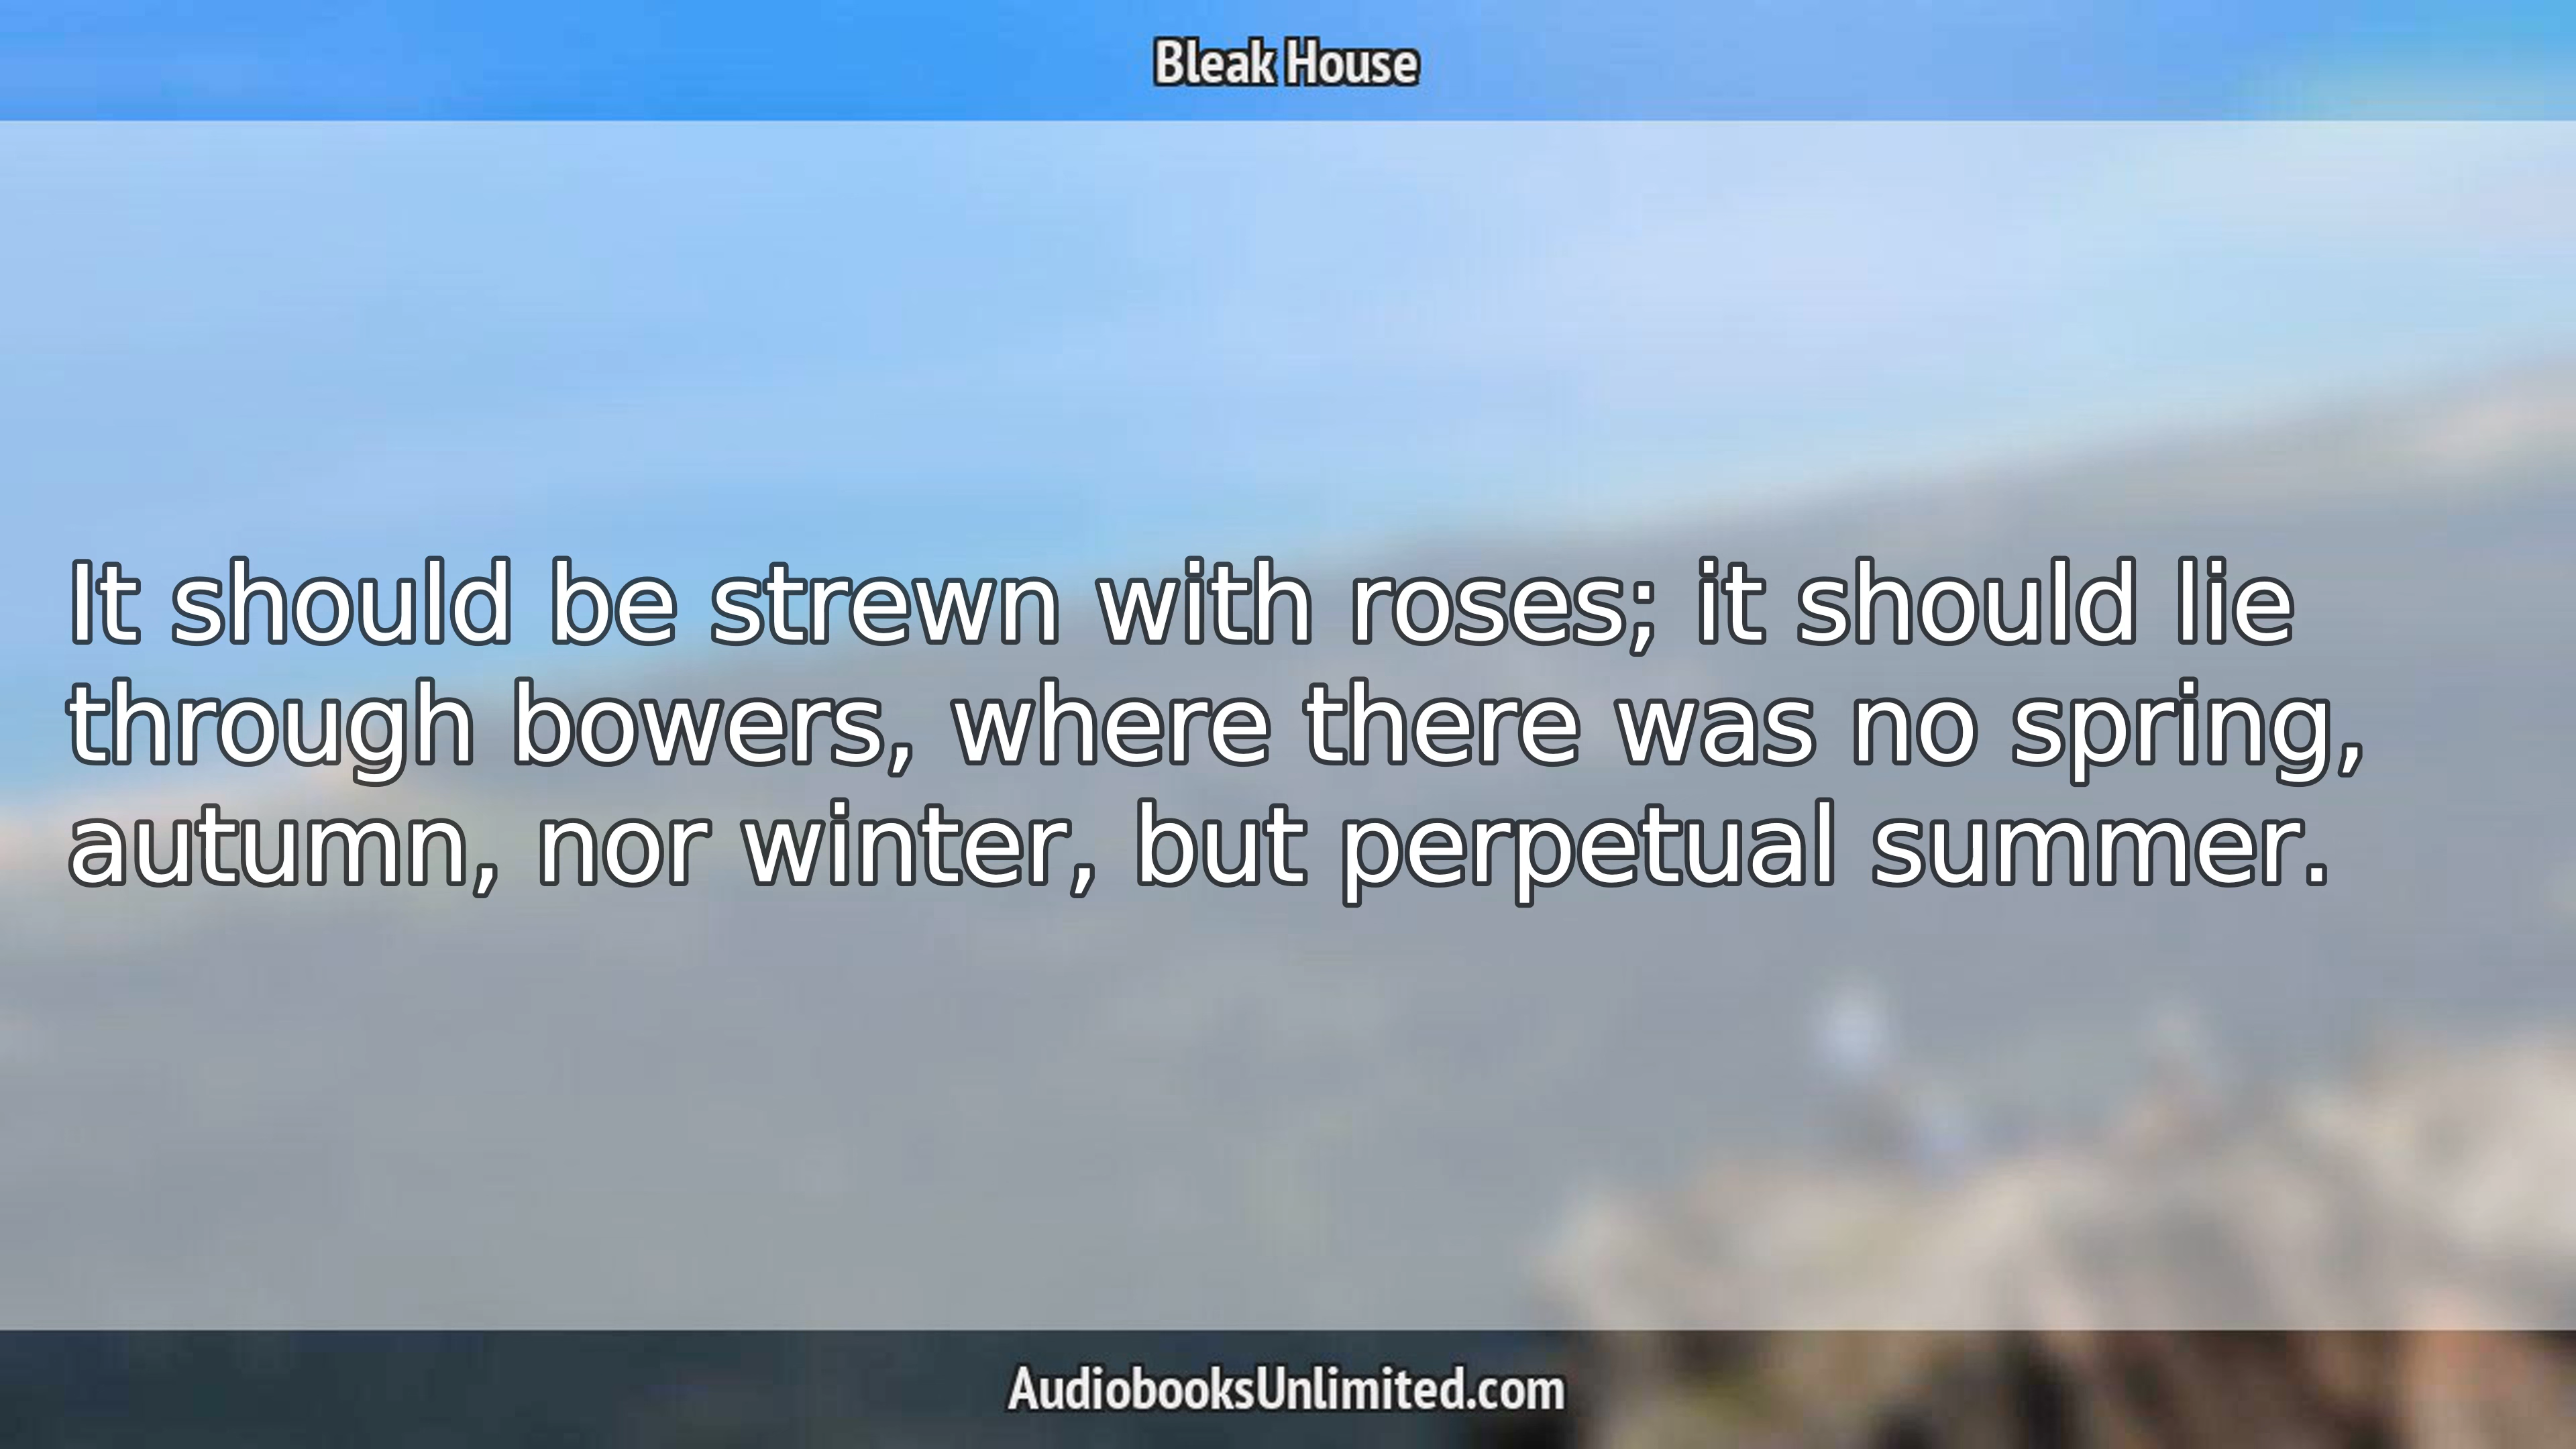 Bleak House
It should be strewn with roses; it should lie
through bowers, where there was no spring,
autumn, nor winter, but perpetual summer.
AudiobooksUnlimited.com